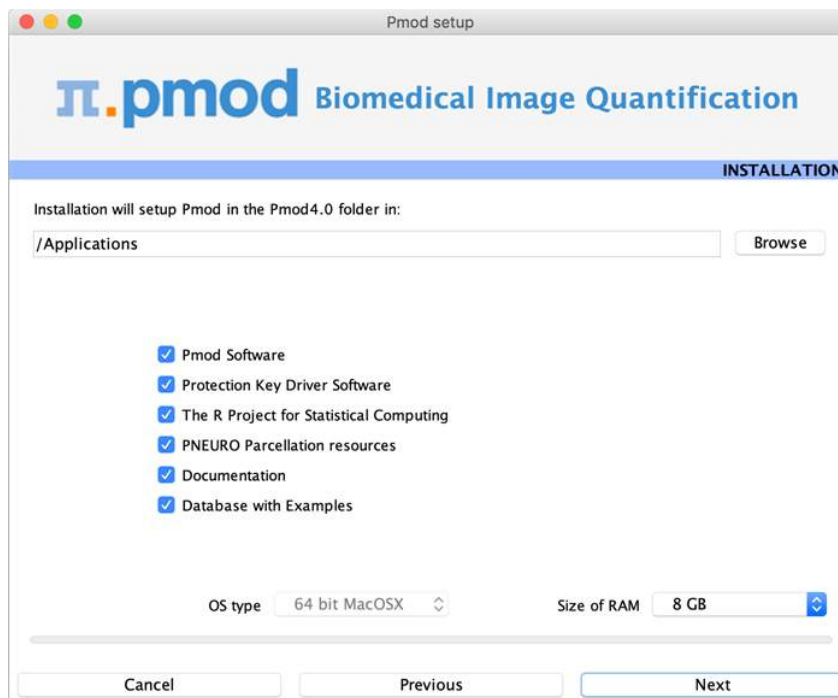 Pmod setup
π.pmod Biomedical Image Quantification
INSTALLATION
Installation will setup Pmod in the Pmod4.0 folder in:
/Applications Browse
Pmod Software
Protection Key Driver Software
The R Project for Statistical Computing
PNEURO Parcellation resources
Documentation
Database with Examples
OS type 64 bit MacOSX Size of RAM 8 GB
Cancel Previous Next